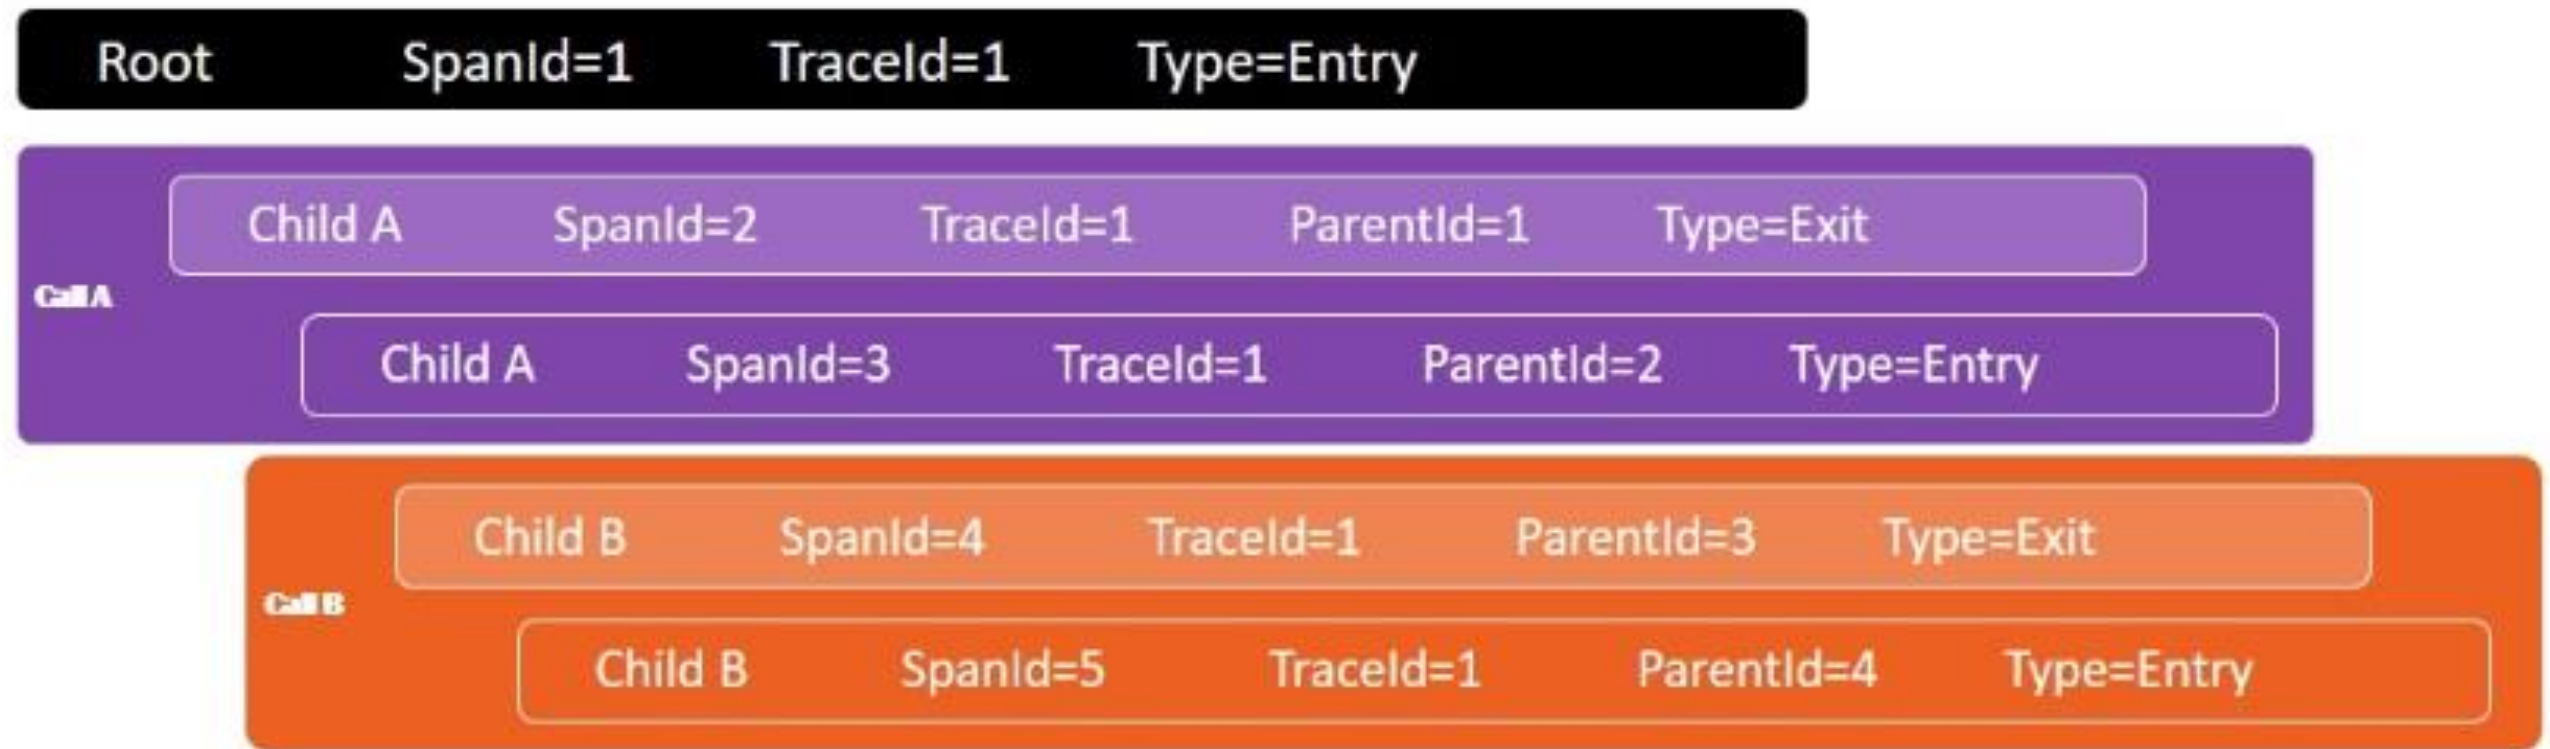 Root SpanId=1 TraceId=1 Type=Entry
Child A SpanId=2 TraceId=1 ParentId=1 Type=Exit
Call A
Child A SpanId=3 TraceId=1 ParentId=2 Type=Entry
Child B SpanId=4 TraceId=1 ParentId=3 Type=Exit
Call B
Child B SpanId=5 TraceId=1 ParentId=4 Type=Entry